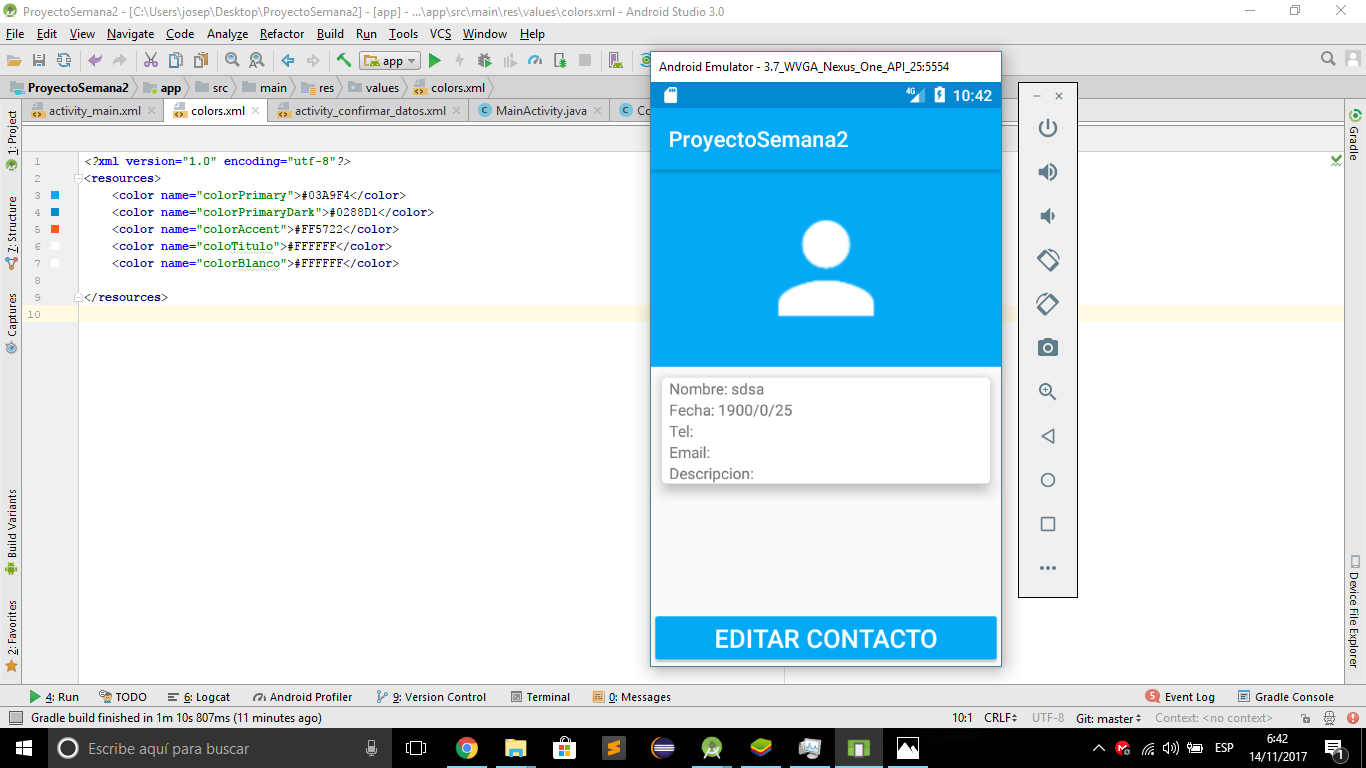 ProyectoSemana2 - [C:\Users\josep\Desktop\ProyectoSemana2] - [app] - ...\app\src\main\res\values\colors.xml - Android Studio 3.0
File Edit View Navigate Code Analyze Refactor Build Run Tools VCS Window Help
app
ProyectoSemana2 app src main res values colors.xml
activity_main.xml colors.xml activity_confirmar_datos.xml MainActivity.java Co
1 <?xml version="1.0" encoding="utf-8"?>
2 <resources>
3 <color name="colorPrimary">#03A9F4</color>
4 <color name="colorPrimaryDark">#0288D1</color>
5 <color name="colorAccent">#FF5722</color>
6 <color name="coloTitulo">#FFFFFF</color>
7 <color name="colorBlanco">#FFFFFF</color>
8
9 </resources>
10
1: Project
7: Structure
Captures
Build Variants
2: Favorites
Android Emulator - 3.7_WVGA_Nexus_One_API_25:5554
4G 10:42
ProyectoSemana2
Nombre: sdsa
Fecha: 1900/0/25
Tel:
Email:
Descripcion:
EDITAR CONTACTO
Gradle
Device File Explorer
4: Run TODO 6: Logcat Android Profiler 9: Version Control Terminal 0: Messages 5 Event Log Gradle Console
Gradle build finished in 1m 10s 807ms (11 minutes ago) 10:1 CRLF UTF-8 Git: master Context: <no context>
Escribe aquí para buscar ESP 6:42
14/11/2017 1